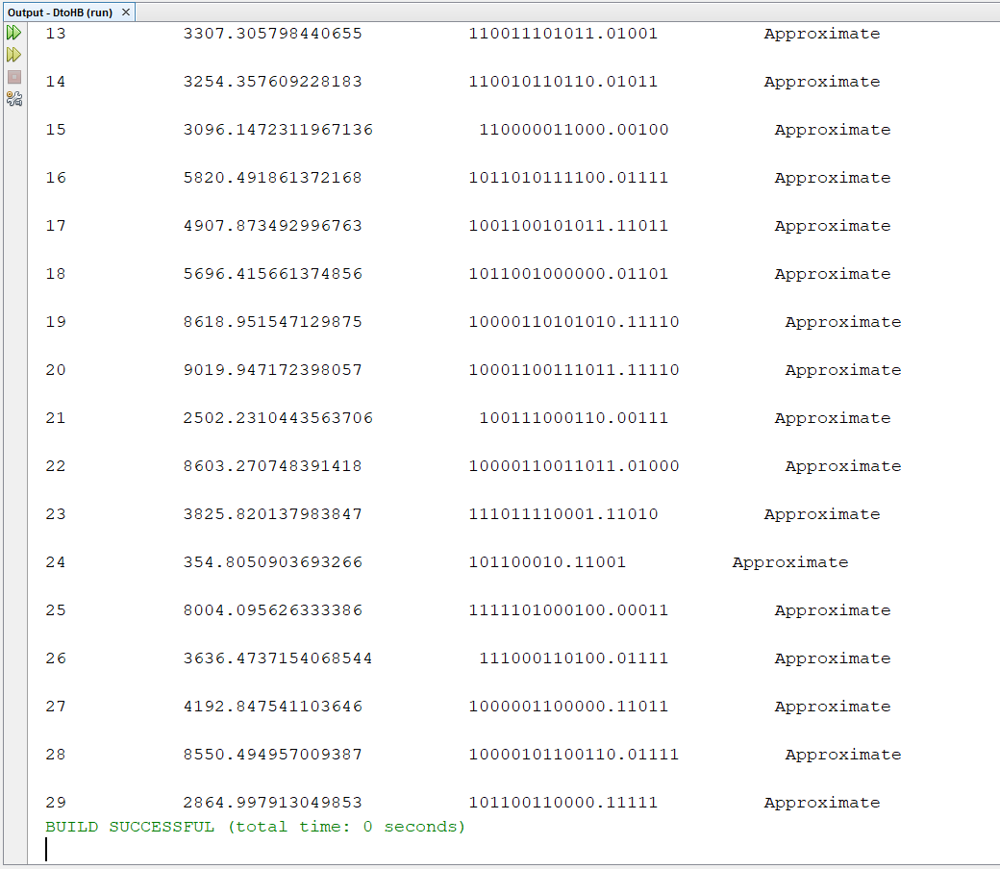 Output - DtoHB (run) ×
13 3307.305798440655 110011101011.01001 Approximate
14 3254.357609228183 110010110110.01011 Approximate
15 3096.1472311967136 110000011000.00100 Approximate
16 5820.491861372168 1011010111100.01111 Approximate
17 4907.873492996763 1001100101011.11011 Approximate
18 5696.415661374856 1011001000000.01101 Approximate
19 8618.951547129875 10000110101010.11110 Approximate
20 9019.947172398057 10001100111011.11110 Approximate
21 2502.2310443563706 100111000110.00111 Approximate
22 8603.270748391418 10000110011011.01000 Approximate
23 3825.820137983847 111011110001.11010 Approximate
24 354.8050903693266 101100010.11001 Approximate
25 8004.095626333386 1111101000100.00011 Approximate
26 3636.4737154068544 111000110100.01111 Approximate
27 4192.847541103646 1000001100000.11011 Approximate
28 8550.494957009387 10000101100110.01111 Approximate
29 2864.997913049853 101100110000.11111 Approximate
BUILD SUCCESSFUL (total time: 0 seconds)